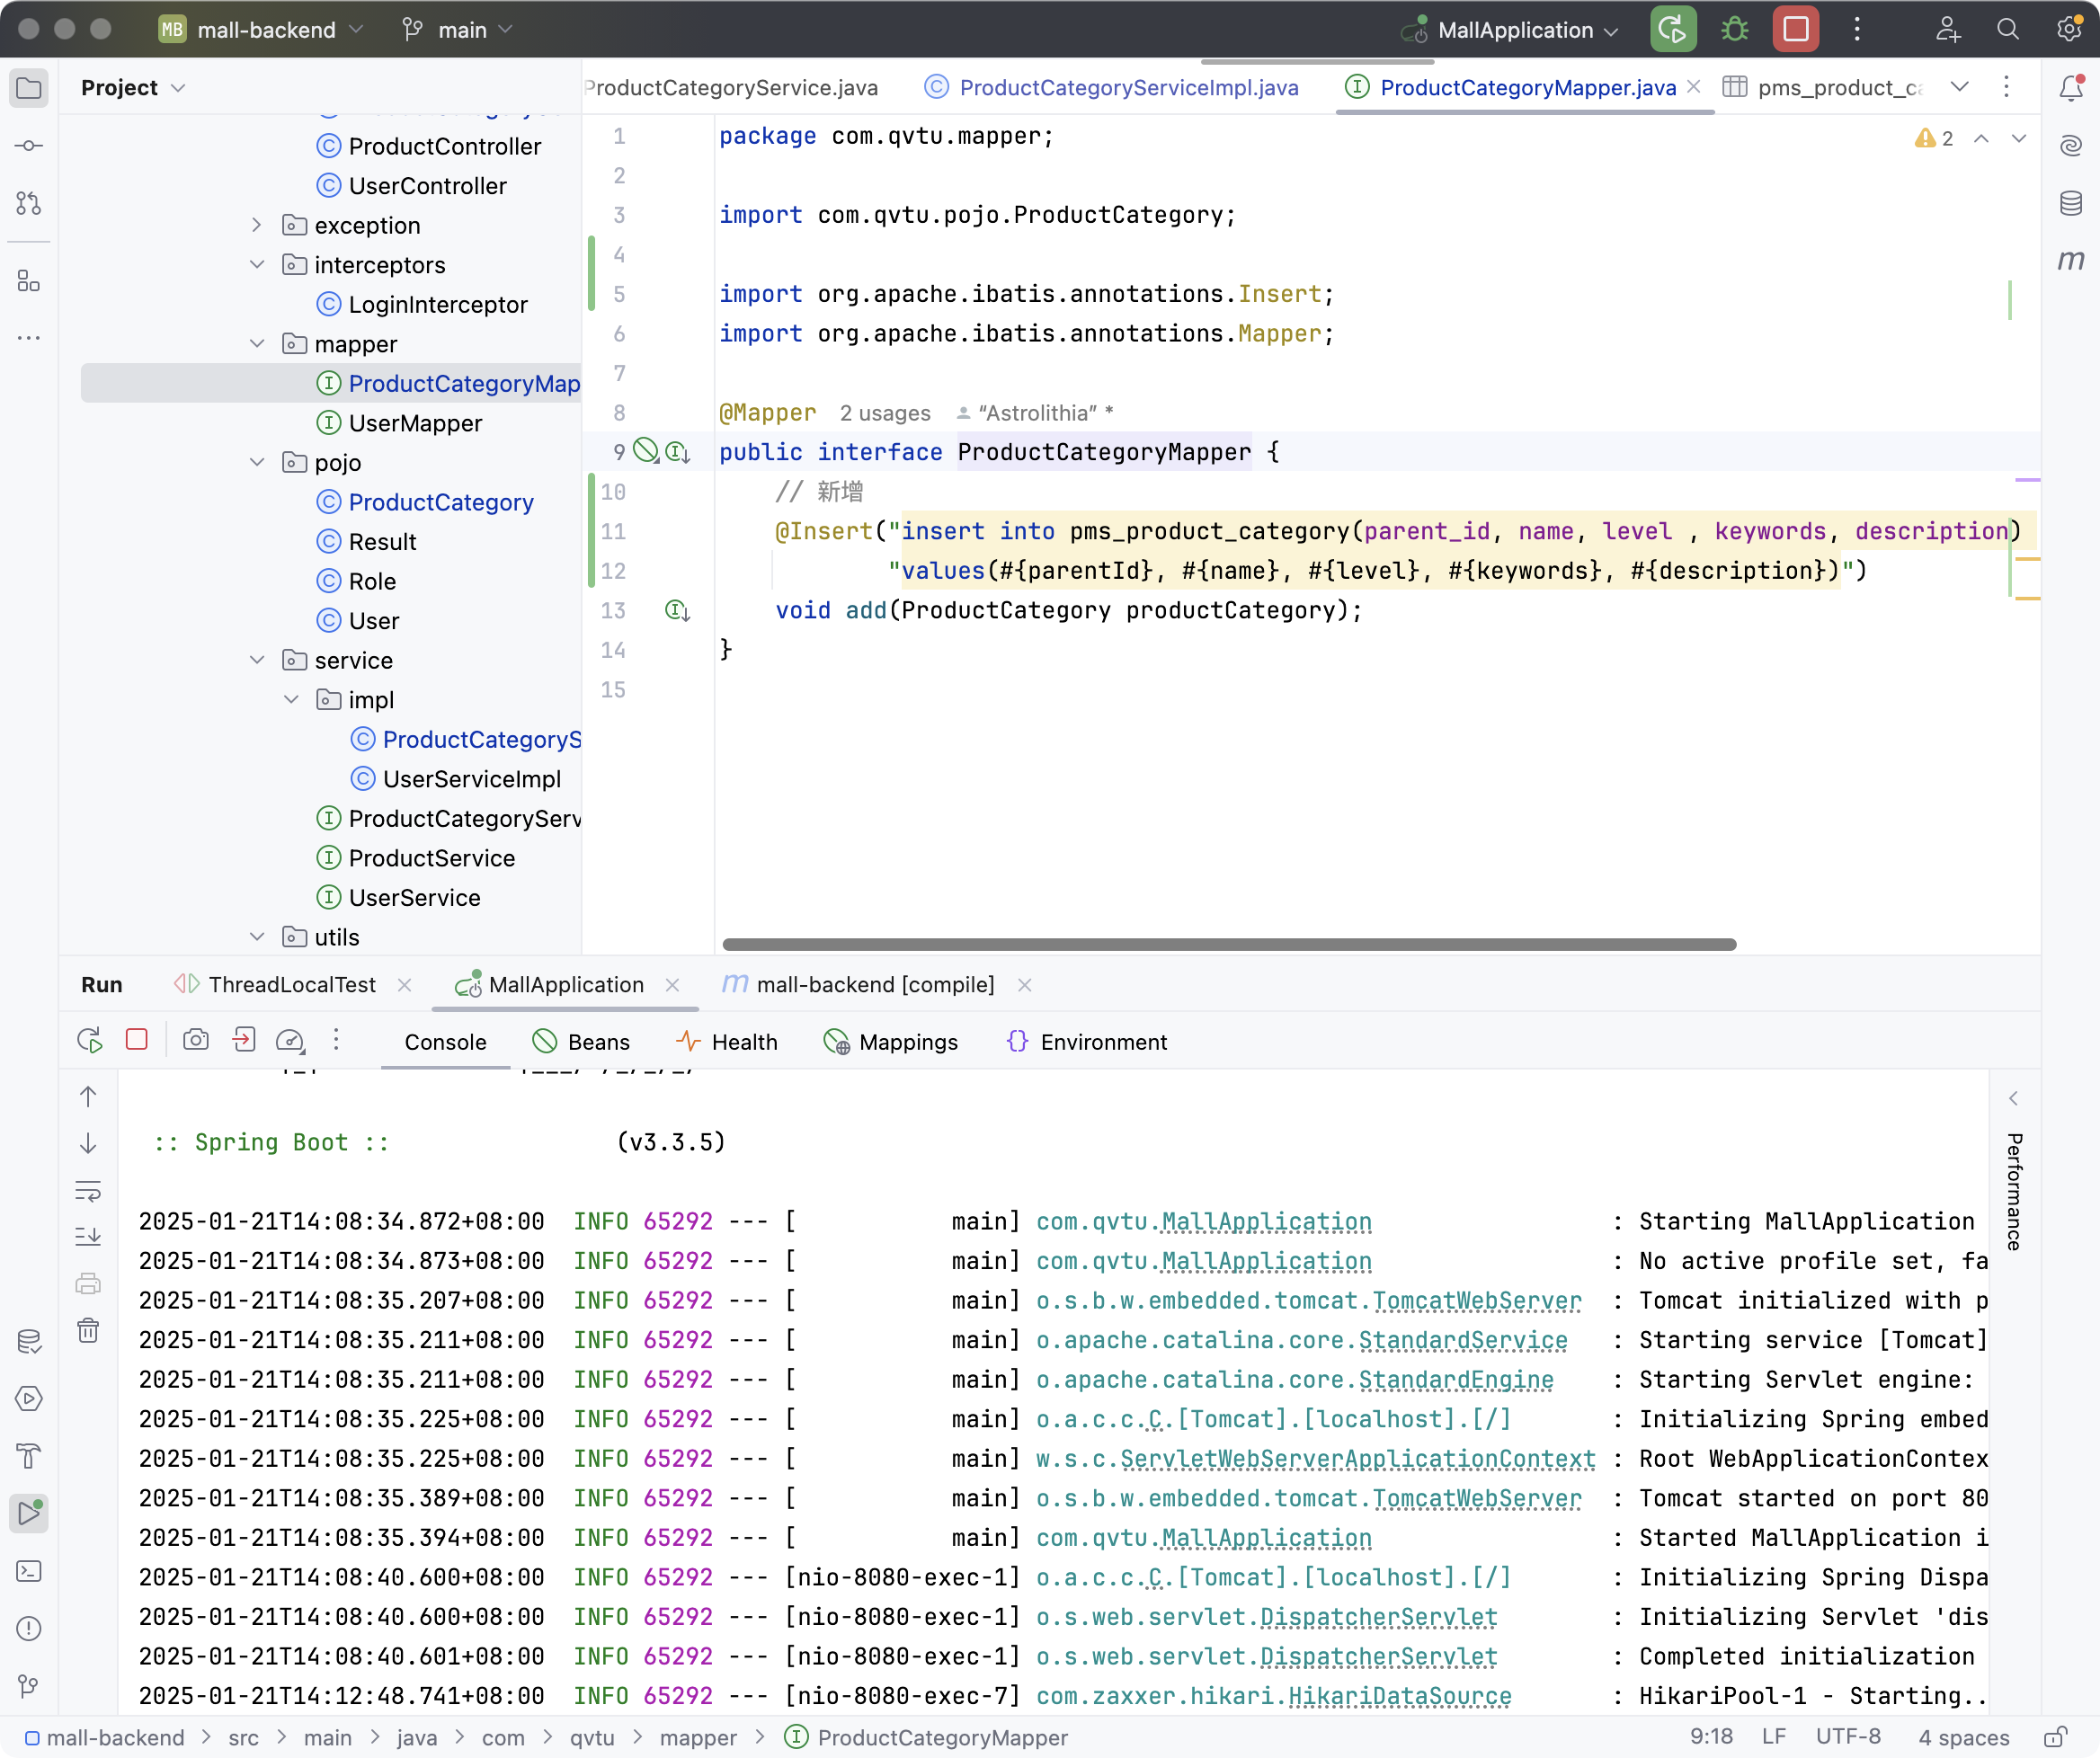 MB mall-backend main MallApplication
Project
ProductController
UserController
exception
interceptors
LoginInterceptor
mapper
ProductCategoryMap
UserMapper
pojo
ProductCategory
Result
Role
User
service
impl
ProductCategoryS
UserServiceImpl
ProductCategoryServ
ProductService
UserService
utils
ProductCategoryService.java ProductCategoryServiceImpl.java ProductCategoryMapper.java pms_product_ca
2
1 package com.qvtu.mapper;
2
3 import com.qvtu.pojo.ProductCategory;
4
5 import org.apache.ibatis.annotations.Insert;
6 import org.apache.ibatis.annotations.Mapper;
7
8 @Mapper 2 usages “Astrolithia” *
9 public interface ProductCategoryMapper {
10 // 新增
11 @Insert("insert into pms_product_category(parent_id, name, level , keywords, description)
12 "values(#{parentId}, #{name}, #{level}, #{keywords}, #{description})")
13 void add(ProductCategory productCategory);
14 }
15
Run ThreadLocalTest MallApplication mall-backend [compile]
Console Beans Health Mappings Environment
:: Spring Boot :: (v3.3.5)
2025-01-21T14:08:34.872+08:00 INFO 65292 --- [ main] com.qvtu.MallApplication : Starting MallApplication
2025-01-21T14:08:34.873+08:00 INFO 65292 --- [ main] com.qvtu.MallApplication : No active profile set, fa
2025-01-21T14:08:35.207+08:00 INFO 65292 --- [ main] o.s.b.w.embedded.tomcat.TomcatWebServer : Tomcat initialized with p
2025-01-21T14:08:35.211+08:00 INFO 65292 --- [ main] o.apache.catalina.core.StandardService : Starting service [Tomcat]
2025-01-21T14:08:35.211+08:00 INFO 65292 --- [ main] o.apache.catalina.core.StandardEngine : Starting Servlet engine:
2025-01-21T14:08:35.225+08:00 INFO 65292 --- [ main] o.a.c.c.C.[Tomcat].[localhost].[/] : Initializing Spring embed
2025-01-21T14:08:35.225+08:00 INFO 65292 --- [ main] w.s.c.ServletWebServerApplicationContext : Root WebApplicationContex
2025-01-21T14:08:35.389+08:00 INFO 65292 --- [ main] o.s.b.w.embedded.tomcat.TomcatWebServer : Tomcat started on port 80
2025-01-21T14:08:35.394+08:00 INFO 65292 --- [ main] com.qvtu.MallApplication : Started MallApplication i
2025-01-21T14:08:40.600+08:00 INFO 65292 --- [nio-8080-exec-1] o.a.c.c.C.[Tomcat].[localhost].[/] : Initializing Spring Dispa
2025-01-21T14:08:40.600+08:00 INFO 65292 --- [nio-8080-exec-1] o.s.web.servlet.DispatcherServlet : Initializing Servlet 'dis
2025-01-21T14:08:40.601+08:00 INFO 65292 --- [nio-8080-exec-1] o.s.web.servlet.DispatcherServlet : Completed initialization
2025-01-21T14:12:48.741+08:00 INFO 65292 --- [nio-8080-exec-7] com.zaxxer.hikari.HikariDataSource : HikariPool-1 - Starting..
Performance
mall-backend > src > main > java > com > qvtu > mapper > ProductCategoryMapper 9:18 LF UTF-8 4 spaces